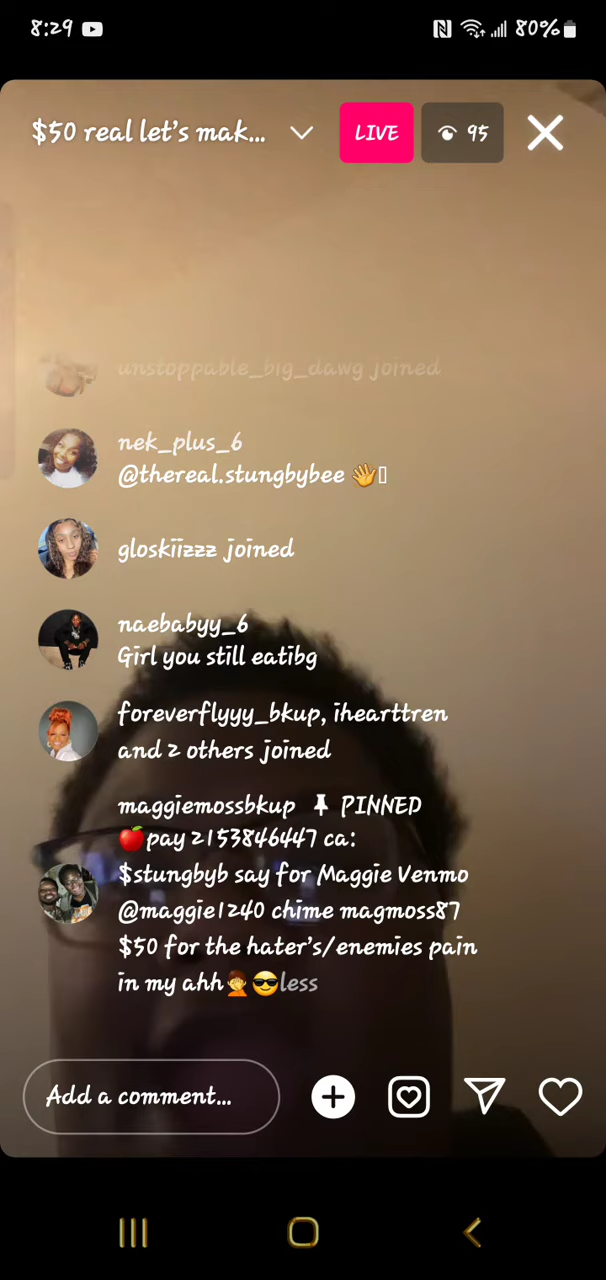 8:29 80%
$50 real let's mak... LIVE 95
unstoppable_big_dawg joined
nek_plus_6
@thereal.stungbybee 👋
gloskiizzz joined
naebabyy_6
Girl you still eatibg
foreverflyyy_bkup, ihearttren
and 2 others joined
maggiemossbkup PINNED
🍎pay 2153846447 ca:
$stungbyb say for Maggie Venmo
@maggie1240 chime magmoss87
$50 for the hater's/enemies pain
in my ahh🤦😎less
Add a comment...